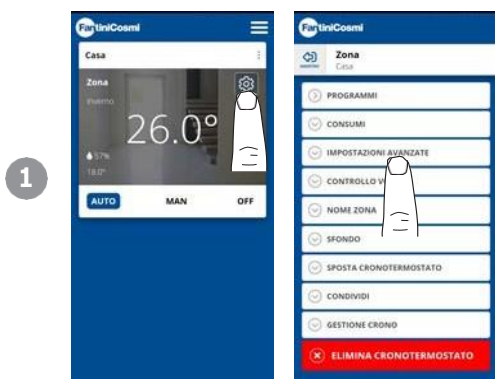 1
FantiniCosmi
Casa
Zona
Inverno
26.0°
57%
18.0°
AUTO MAN OFF
FantiniCosmi
Zona
Casa
PROGRAMMI
CONSUMI
IMPOSTAZIONI AVANZATE
CONTROLLO
NOME ZONA
SFONDO
SPOSTA CRONOTERMOSTATO
CONDIVIDI
GESTIONE CRONO
ELIMINA CRONOTERMOSTATO